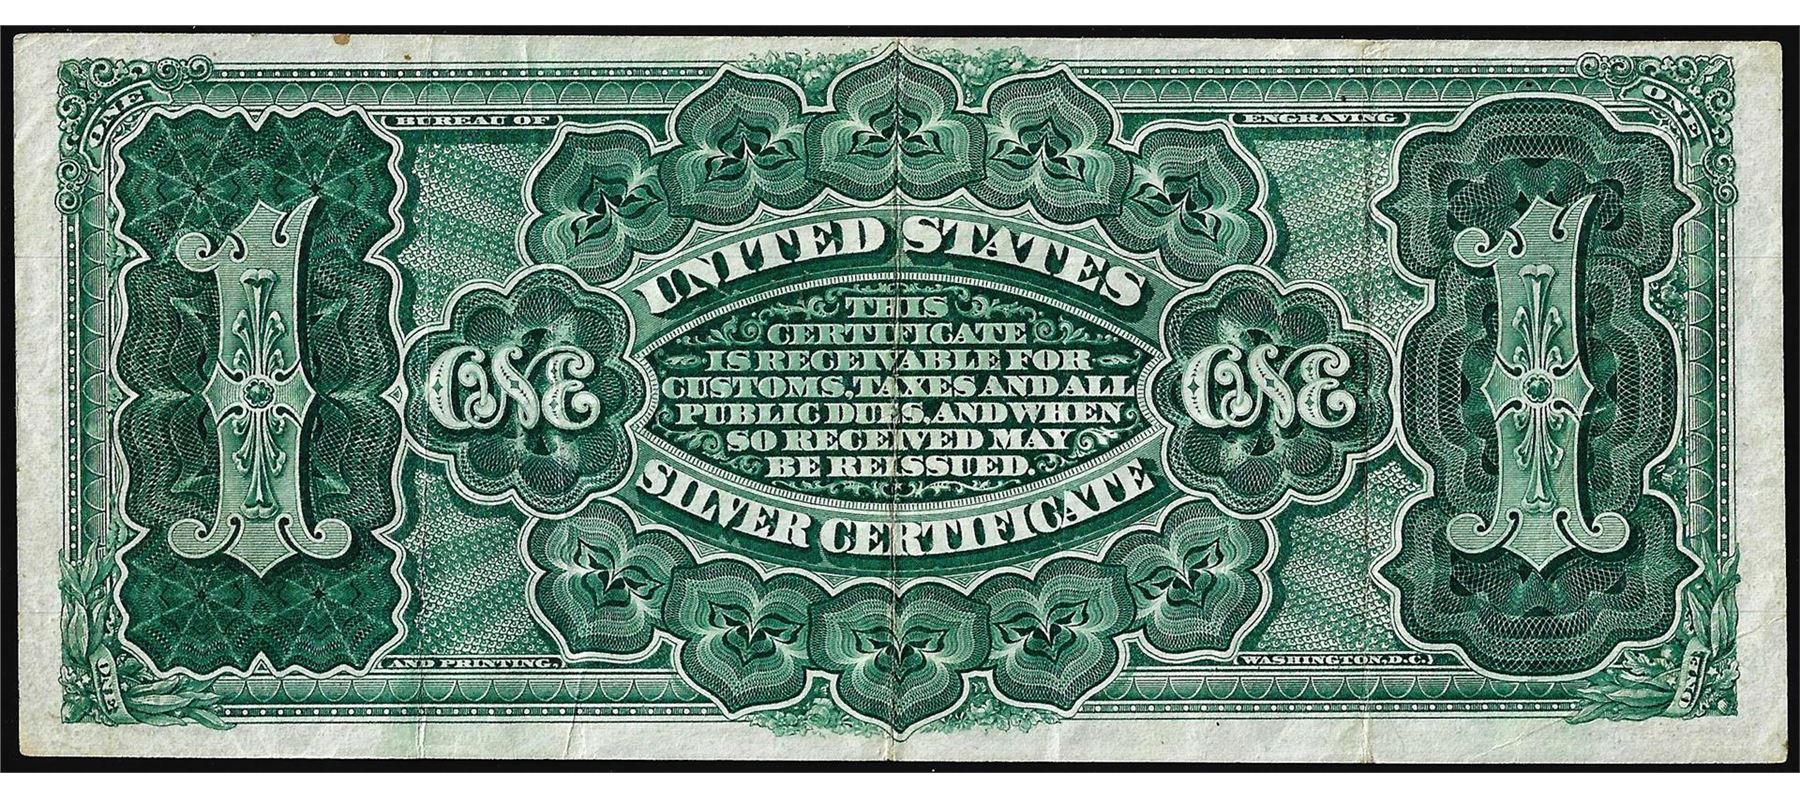 ONE
ONE
BUREAU OF
ENGRAVING
1
1
UNITED STATES
THIS
CERTIFICATE
IS RECEIVABLE FOR
CUSTOMS, TAXES AND ALL
PUBLIC DUES, AND WHEN
SO RECEIVED MAY
BE REISSUED.
ONE
ONE
SILVER CERTIFICATE
AND PRINTING,
WASHINGTON, D.C.
ONE
ONE